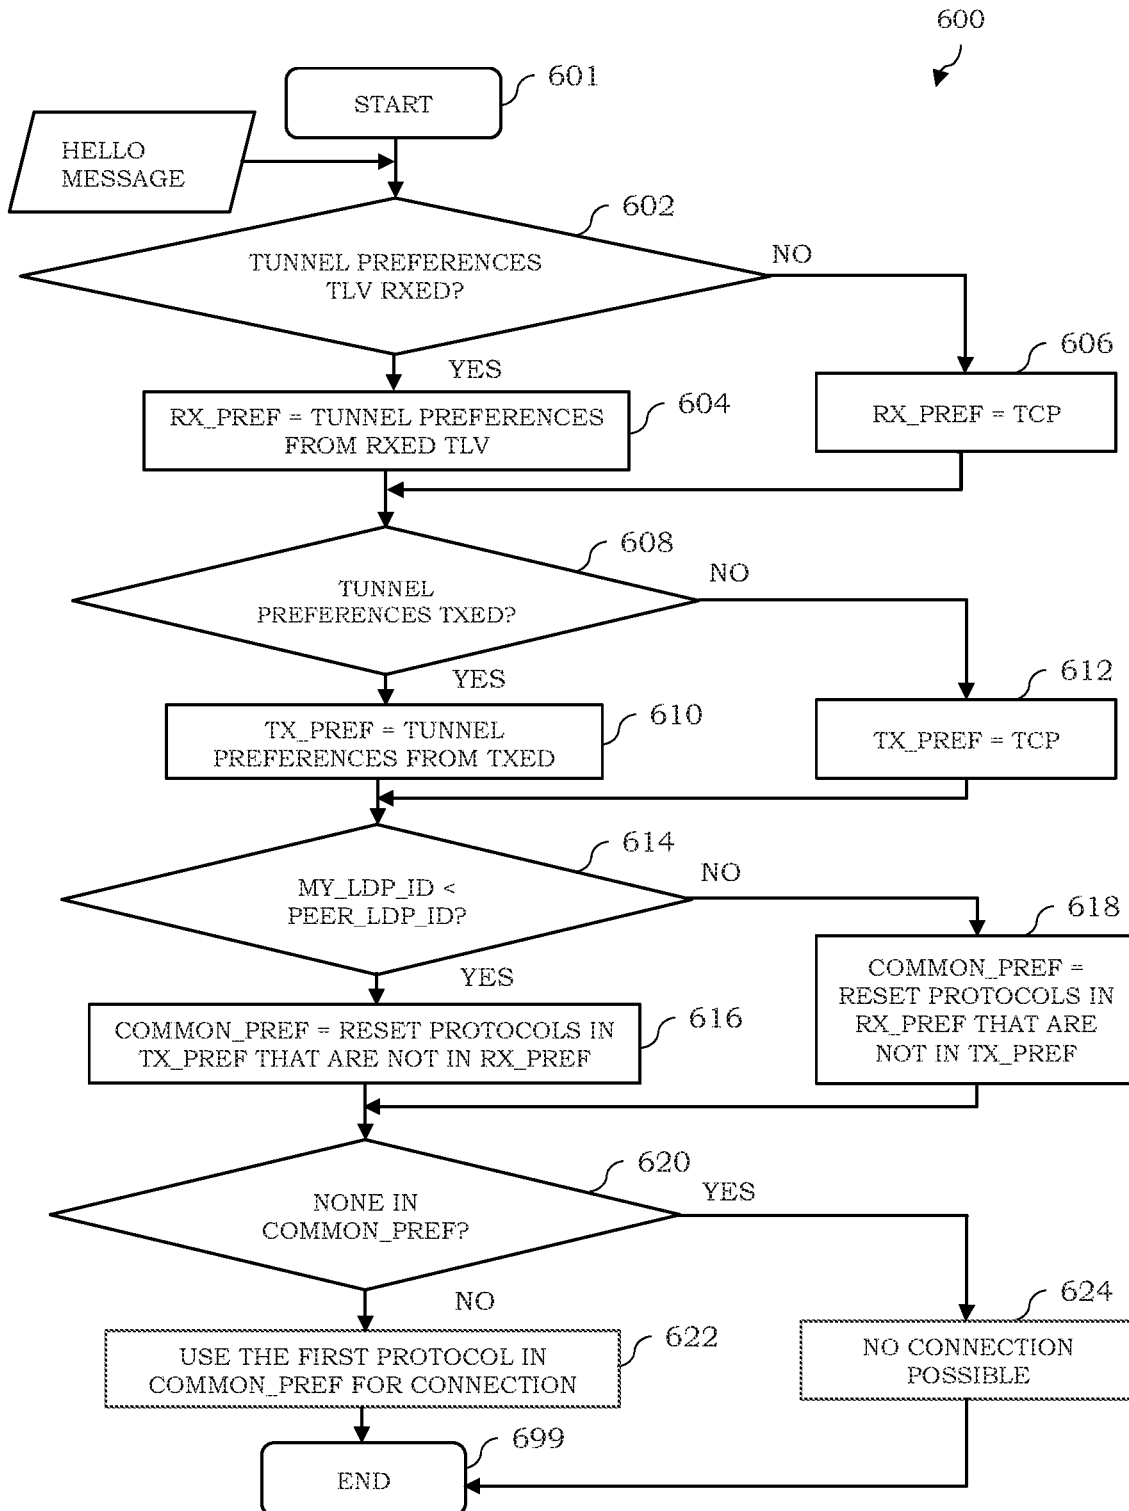 600
START
601
HELLO
MESSAGE
602
TUNNEL PREFERENCES
TLV RXED?
NO
YES
606
RX_PREF = TUNNEL PREFERENCES
FROM RXED TLV
604
RX_PREF = TCP
608
TUNNEL
PREFERENCES TXED?
NO
YES
612
TX_PREF = TUNNEL
PREFERENCES FROM TXED
610
TX_PREF = TCP
614
MY_LDP_ID <
PEER_LDP_ID?
NO
YES
618
COMMON_PREF = RESET PROTOCOLS IN
TX_PREF THAT ARE NOT IN RX_PREF
616
COMMON_PREF =
RESET PROTOCOLS IN
RX_PREF THAT ARE
NOT IN TX_PREF
620
NONE IN
COMMON_PREF?
YES
NO
624
USE THE FIRST PROTOCOL IN
COMMON_PREF FOR CONNECTION
622
NO CONNECTION
POSSIBLE
699
END